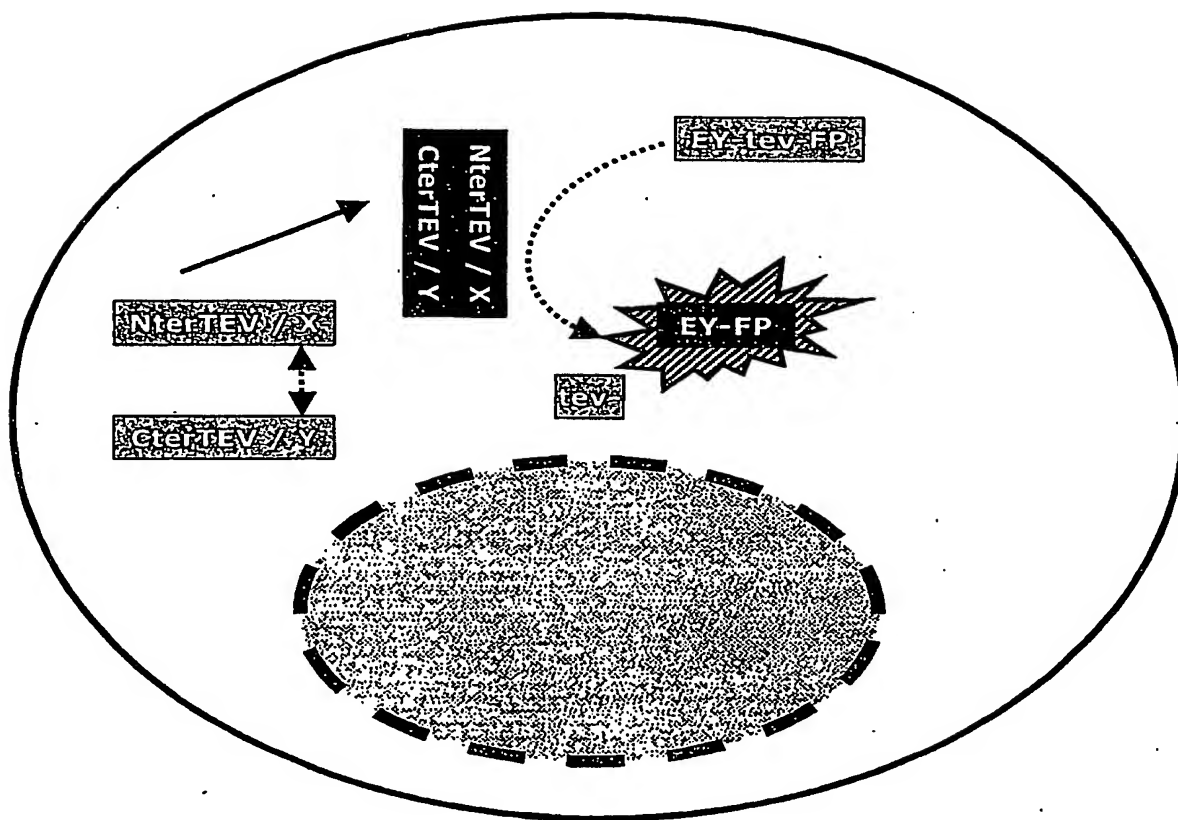 EY-tev-FP
NterTEV / X
CterTEV / Y
EY-FP
NterTEV / X
tev-
CterTEV / Y